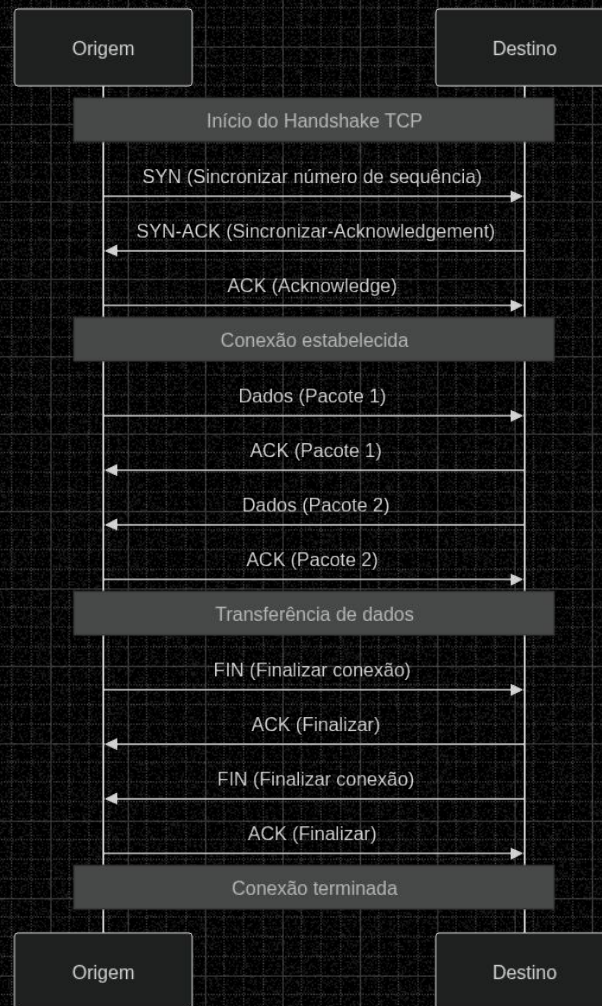 Origem
Destino
Início do Handshake TCP
SYN (Sincronizar número de sequência)
SYN-ACK (Sincronizar-Acknowledgement)
ACK (Acknowledge)
Conexão estabelecida
Dados (Pacote 1)
ACK (Pacote 1)
Dados (Pacote 2)
ACK (Pacote 2)
Transferência de dados
FIN (Finalizar conexão)
ACK (Finalizar)
FIN (Finalizar conexão)
ACK (Finalizar)
Conexão terminada
Origem
Destino